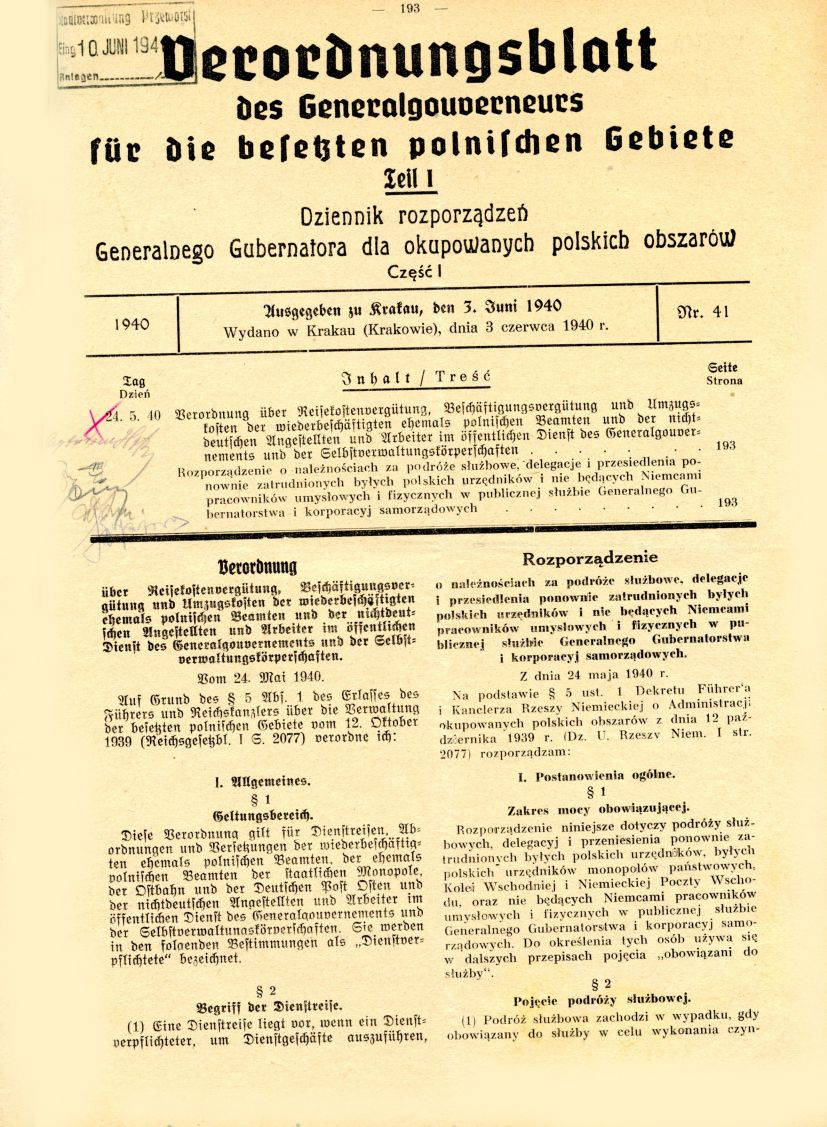 — 193 —
Eing 10. JUNI 194
Anlagen
Verordnungsblatt
des Generalgouverneurs
für die besetzten polnischen Gebiete
Teil I
Dziennik rozporządzeń
Generalnego Gubernatora dla okupowanych polskich obszarów
Część I
1940
Ausgegeben zu Krakau, den 3. Juni 1940
Wydano w Krakau (Krakowie), dnia 3 czerwca 1940 r.
Nr. 41
Tag
Dzień
Inhalt / Treść
Seite
Strona
24. 5. 40 Verordnung über Reisekostenvergütung, Beschäftigungsvergütung und Umzugs-
kosten der wiederbeschäftigten ehemals polnischen Beamten und der nicht-
deutschen Angestellten und Arbeiter im öffentlichen Dienst des Generalgouver-
nements und der Selbstverwaltungskörperschaften . . . . . . . 193
Rozporządzenie o należnościach za podróże służbowe, delegacje i przesiedlenia po-
nownie zatrudnionych byłych polskich urzędników i nie będących Niemcami
pracowników umysłowych i fizycznych w publicznej służbie Generalnego Gu-
bernatorstwa i korporacyj samorządowych . . . . . . . . 193
Verordnung
über Reisekostenvergütung, Beschäftigungsver-
gütung und Umzugskosten der wiederbeschäftigten
ehemals polnischen Beamten und der nichtdeut-
schen Angestellten und Arbeiter im öffentlichen
Dienst des Generalgouvernements und der Selbst-
verwaltungskörperschaften.
Vom 24. Mai 1940.
Auf Grund des § 5 Abs. 1 des Erlasses des
Führers und Reichskanzlers über die Verwaltung
der besetzten polnischen Gebiete vom 12. Oktober
1939 (Reichsgesetzbl. I S. 2077) verordne ich:
I. Allgemeines.
§ 1
Geltungsbereich.
Diese Verordnung gilt für Dienstreisen, Ab-
ordnungen und Versetzungen der wiederbeschäftig-
ten ehemals polnischen Beamten, der ehemals
polnischen Beamten der staatlichen Monopole,
der Ostbahn und der Deutschen Post Osten und
der nichtdeutschen Angestellten und Arbeiter im
öffentlichen Dienst des Generalgouvernements und
der Selbstverwaltungskörperschaften. Sie werden
in den folgenden Bestimmungen als „Dienstver-
pflichtete“ bezeichnet.
§ 2
Begriff der Dienstreise.
(1) Eine Dienstreise liegt vor, wenn ein Dienst-
verpflichteter, um Dienstgeschäfte auszuführen,
Rozporządzenie
o należnościach za podróże służbowe, delegacje
i przesiedlenia ponownie zatrudnionych byłych
polskich urzędników i nie będących Niemcami
pracowników umysłowych i fizycznych w pu-
blicznej służbie Generalnego Gubernatorstwa
i korporacyj samorządowych.
Z dnia 24 maja 1940 r.
Na podstawie § 5 ust. 1 Dekretu Führer'a
i Kanclerza Rzeszy Niemieckiej o Administracji
okupowanych polskich obszarów z dnia 12 paź-
dziernika 1939 r. (Dz. U. Rzeszy Niem. I str.
2077) rozporządzam:
I. Postanowienia ogólne.
§ 1
Zakres mocy obowiązującej.
Rozporządzenie niniejsze dotyczy podróży służ-
bowych, delegacyj i przeniesienia ponownie za-
trudnionych byłych polskich urzędników, byłych
polskich urzędników monopolów państwowych,
Kolei Wschodniej i Niemieckiej Poczty Wscho-
du, oraz nie będących Niemcami pracowników
umysłowych i fizycznych w publicznej służbie
Generalnego Gubernatorstwa i korporacyj samo-
rządowych. Do określenia tych osób używa się
w dalszych przepisach pojęcia „obowiązani do
służby“.
§ 2
Pojęcie podróży służbowej.
(1) Podróż służbowa zachodzi w wypadku, gdy
obowiązany do służby w celu wykonania czyn-